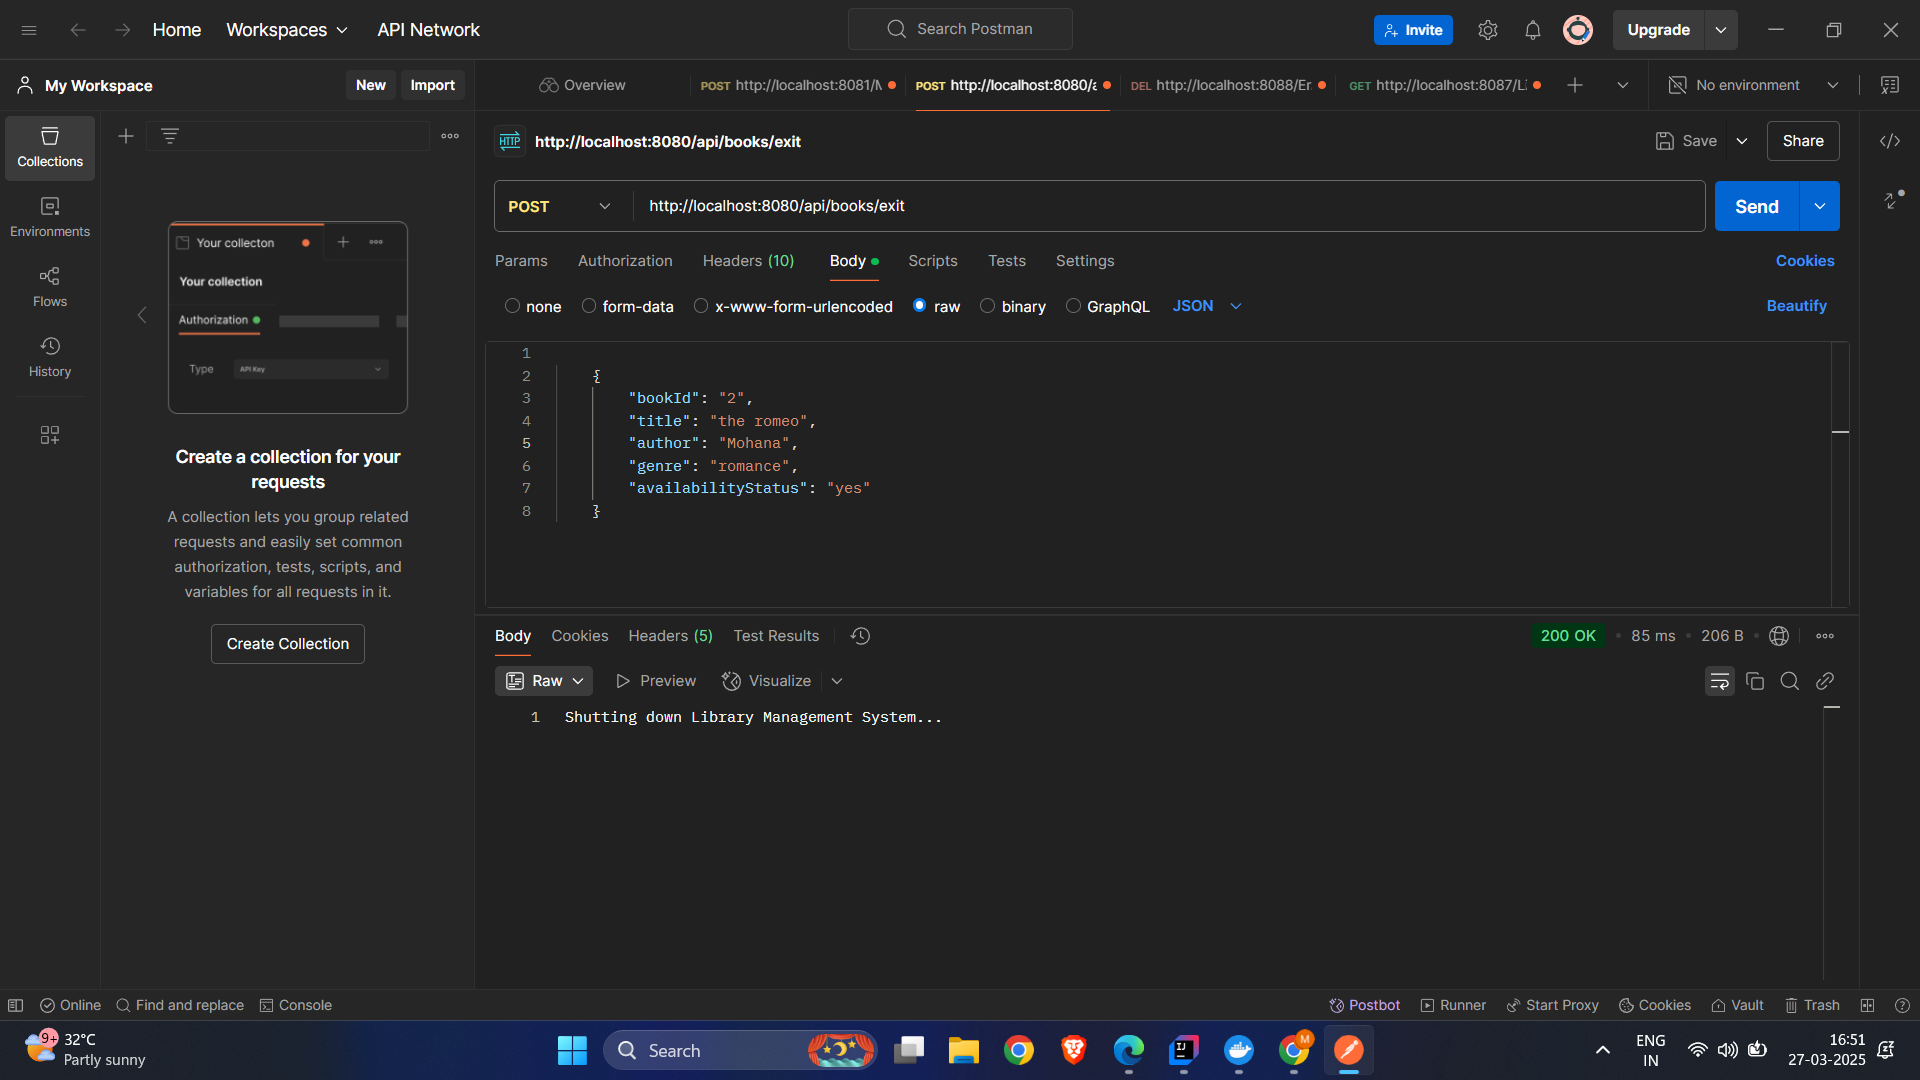 Home
Workspaces
API Network
Search Postman
Invite
Upgrade
My Workspace
New
Import
Overview
POST http://localhost:8081/M
POST http://localhost:8080/a
DEL http://localhost:8088/Er
GET http://localhost:8087/Li
No environment
Collections
Environments
Flows
History
Your collecton
Your collection
Authorization
Type
API Key
Create a collection for your
requests
A collection lets you group related
requests and easily set common
authorization, tests, scripts, and
variables for all requests in it.
Create Collection
HTTP
http://localhost:8080/api/books/exit
Save
Share
POST
http://localhost:8080/api/books/exit
Send
Params
Authorization
Headers (10)
Body
Scripts
Tests
Settings
Cookies
none
form-data
x-www-form-urlencoded
raw
binary
GraphQL
JSON
Beautify
1
2 {
3 "bookId": "2",
4 "title": "the romeo",
5 "author": "Mohana",
6 "genre": "romance",
7 "availabilityStatus": "yes"
8 }
Body
Cookies
Headers (5)
Test Results
200 OK
85 ms
206 B
Raw
Preview
Visualize
1 Shutting down Library Management System...
Online
Find and replace
Console
Postbot
Runner
Start Proxy
Cookies
Vault
Trash
9+
32°C
Partly sunny
Search
IJ
M
ENG
IN
16:51
27-03-2025